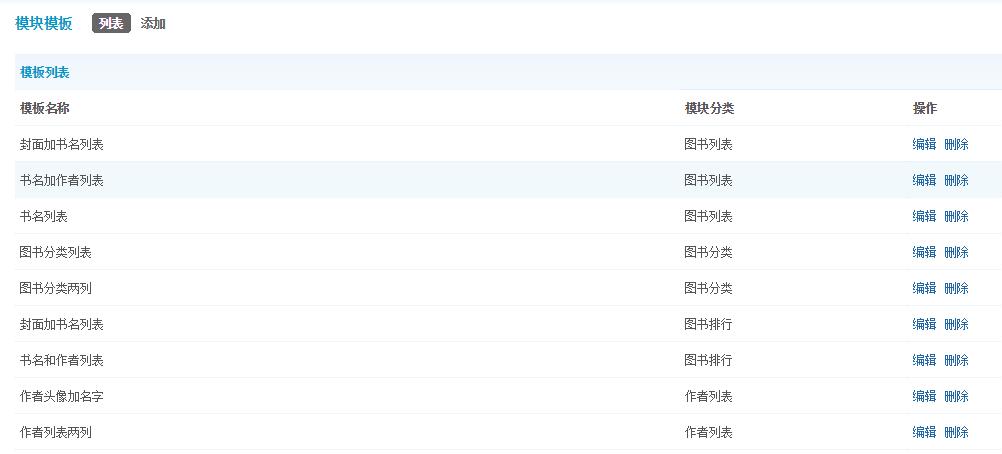 模块模板 列表 添加
模板列表
模板名称 模块分类 操作
封面加书名列表 图书列表 编辑 删除
书名加作者列表 图书列表 编辑 删除
书名列表 图书列表 编辑 删除
图书分类列表 图书分类 编辑 删除
图书分类两列 图书分类 编辑 删除
封面加书名列表 图书排行 编辑 删除
书名和作者列表 图书排行 编辑 删除
作者头像加名字 作者列表 编辑 删除
作者列表两列 作者列表 编辑 删除